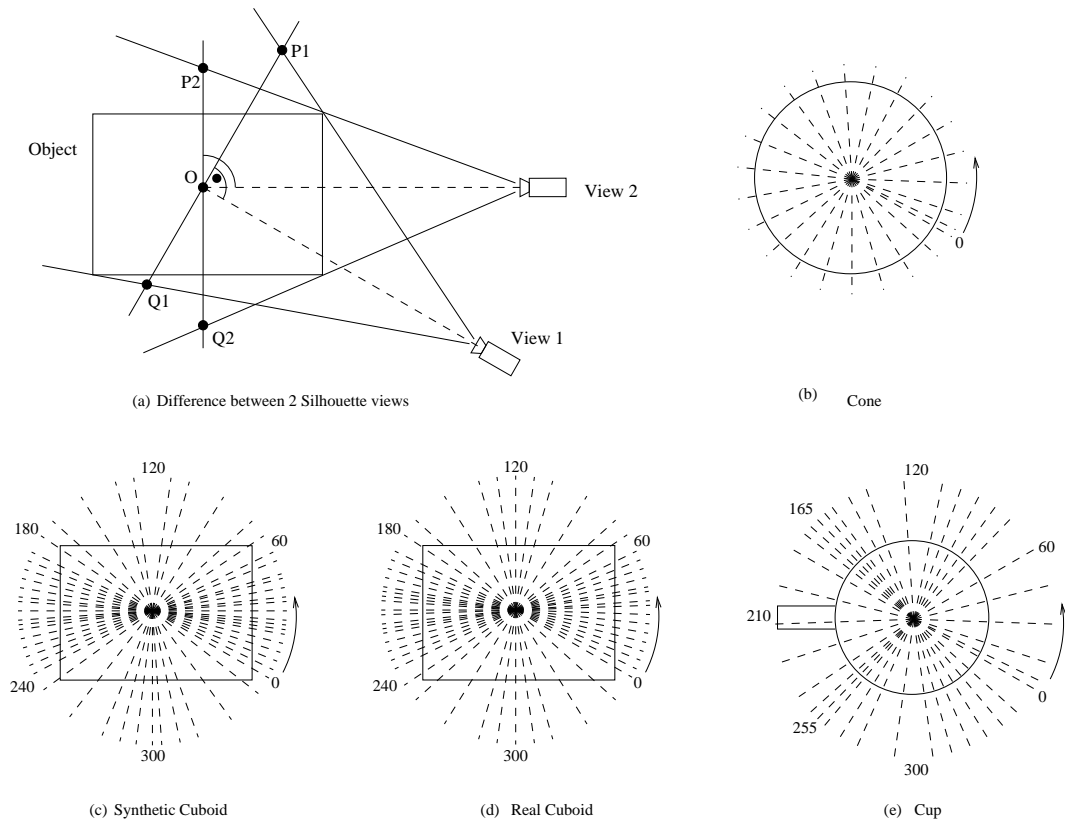 P1
P2
Object
O
View 2
Q1
Q2
View 1
(a) Difference between 2 Silhouette views
0
(b) Cone
120
180
60
240
0
300
(c) Synthetic Cuboid
120
180
60
240
0
300
(d) Real Cuboid
120
165
60
210
0
255
300
(e) Cup